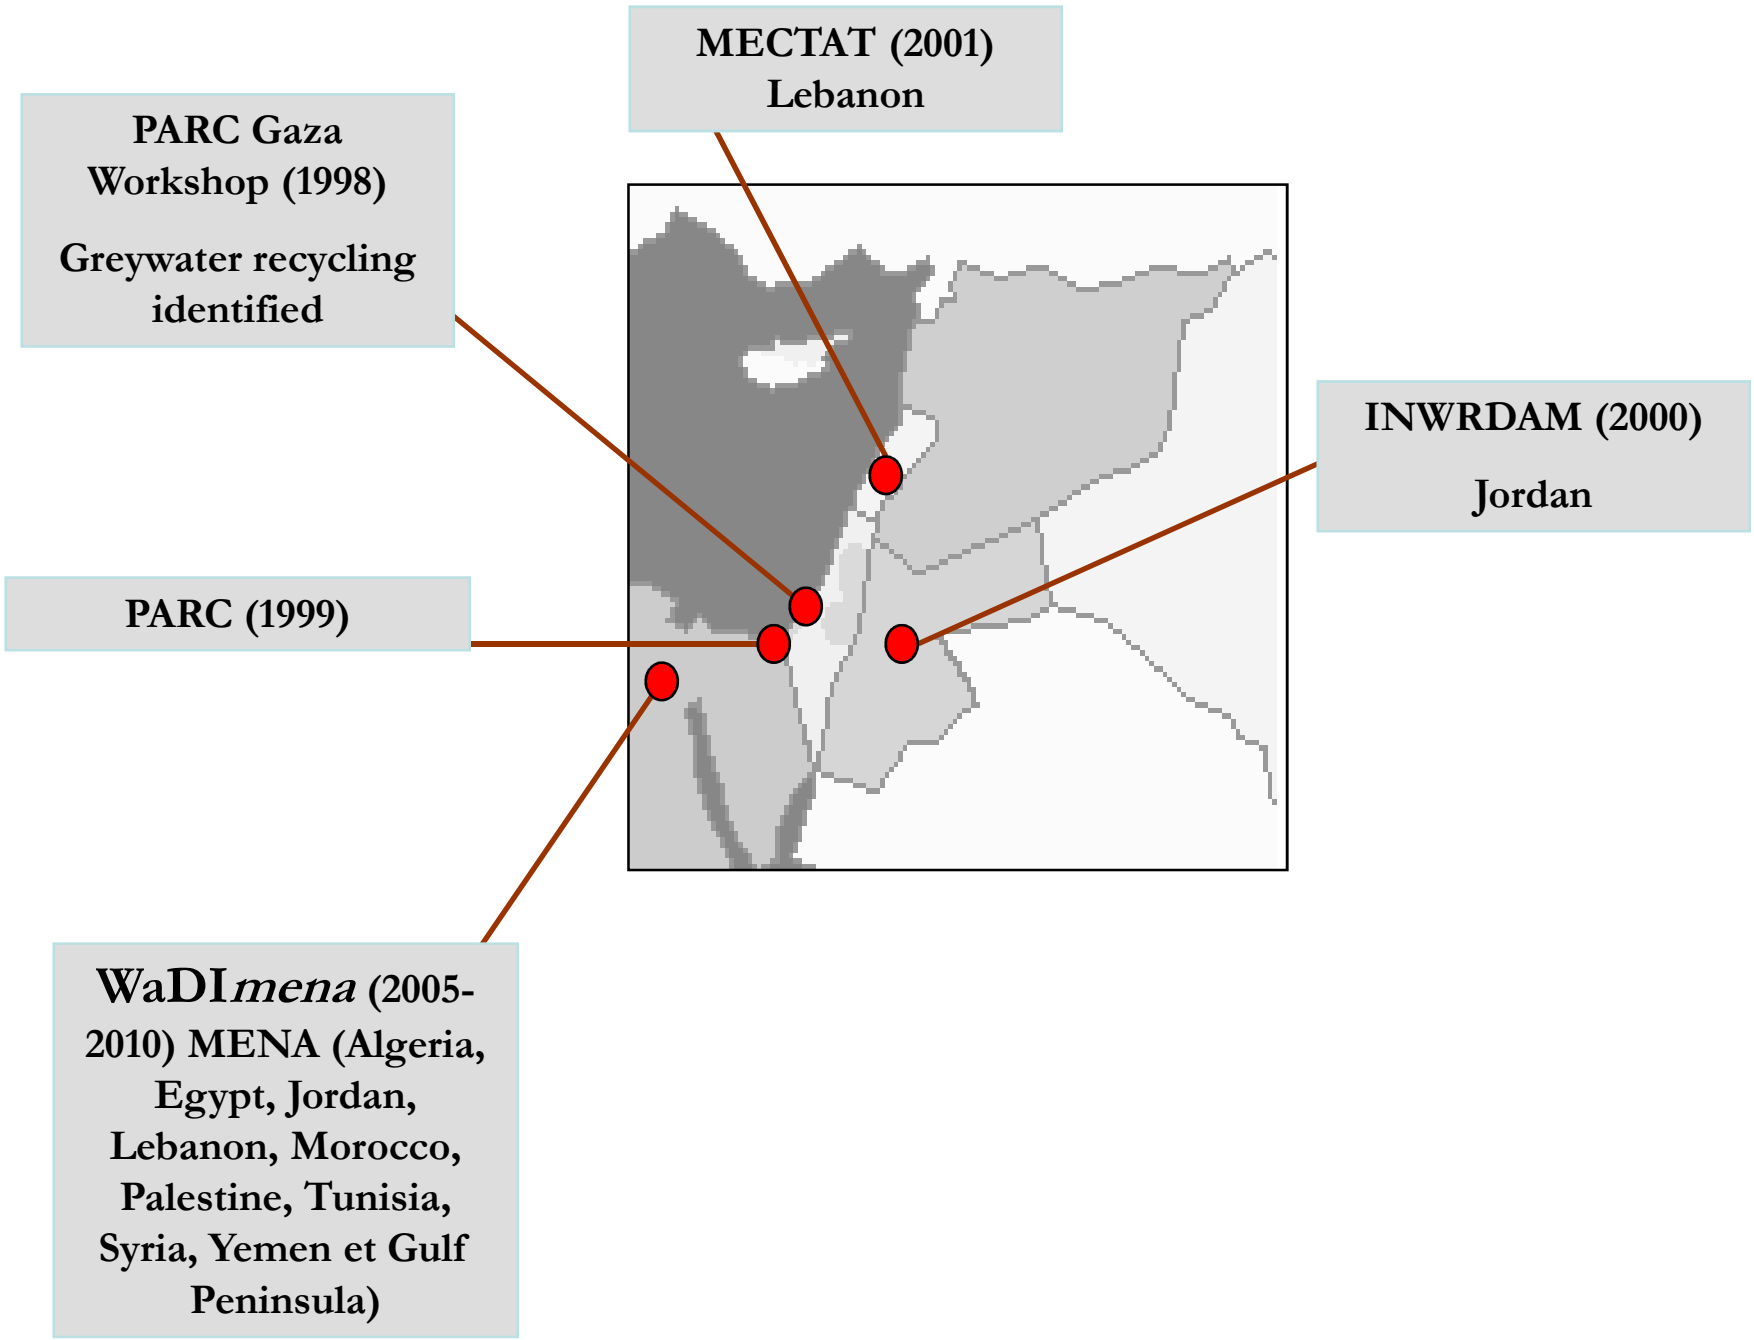 MECTAT (2001)
Lebanon
PARC Gaza
Workshop (1998)
Greywater recycling
identified
INWRDAM (2000)
Jordan
PARC (1999)
WaDImena (2005-
2010) MENA (Algeria,
Egypt, Jordan,
Lebanon, Morocco,
Palestine, Tunisia,
Syria, Yemen et Gulf
Peninsula)